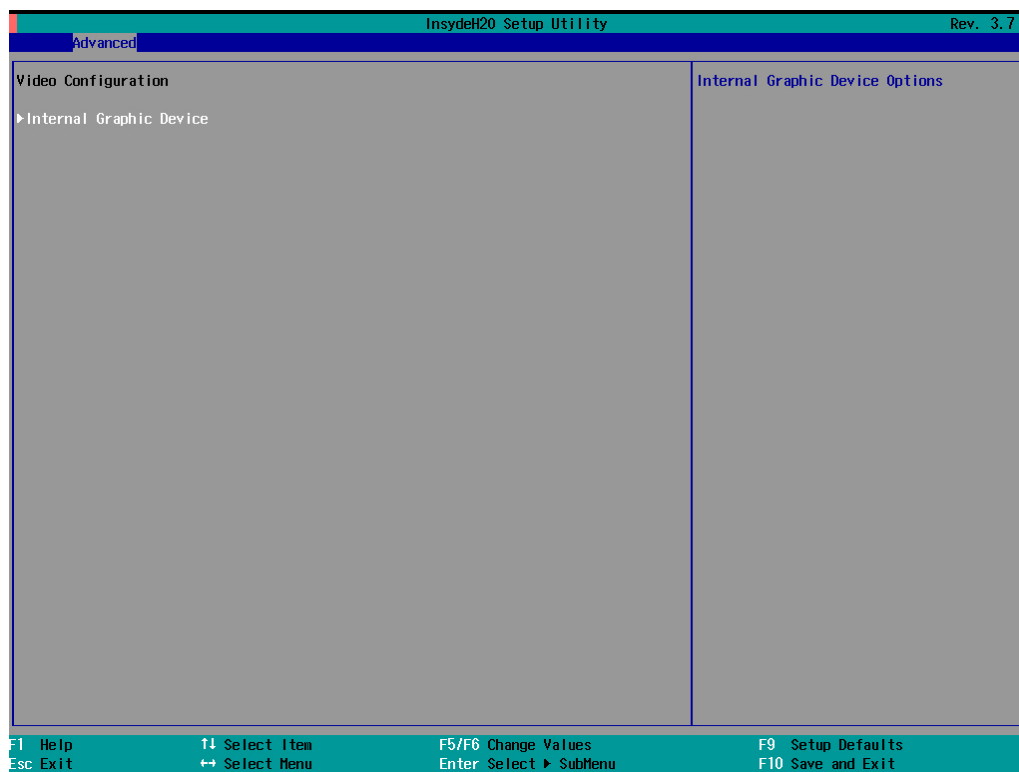 InsydeH2O Setup Utility Rev. 3.7
Advanced
Video Configuration
Internal Graphic Device Options
▶Internal Graphic Device
F1 Help ↑↓ Select Item F5/F6 Change Values F9 Setup Defaults
Esc Exit ↔ Select Menu Enter Select ▶ SubMenu F10 Save and Exit